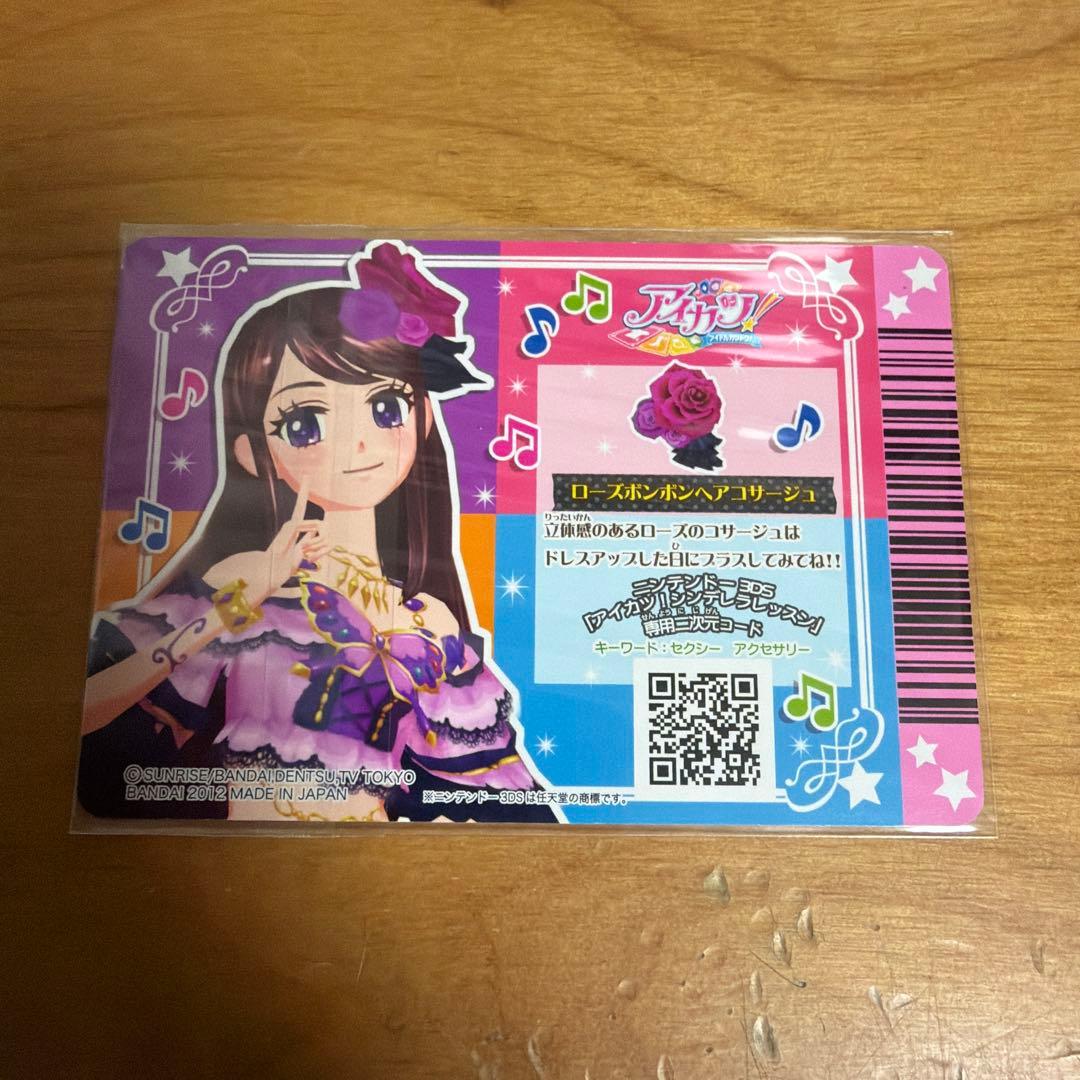 アイカツ!
アイドルカツドウ!
ローズポンポンヘアコサージュ
りったいかん
立体感のあるローズのコサージュは
ひ
ドレスアップした日にプラスしてみてね!!
ニンテンドー3DS
「アイカツ!シンデレラレッスン」
せんようにじげん
専用二次元コード
キーワード:セクシー アクセサリー
©SUNRISE/BANDAI,DENTSU,TV TOKYO
BANDAI 2012 MADE IN JAPAN
※ニンテンドー3DSは任天堂の商標です。